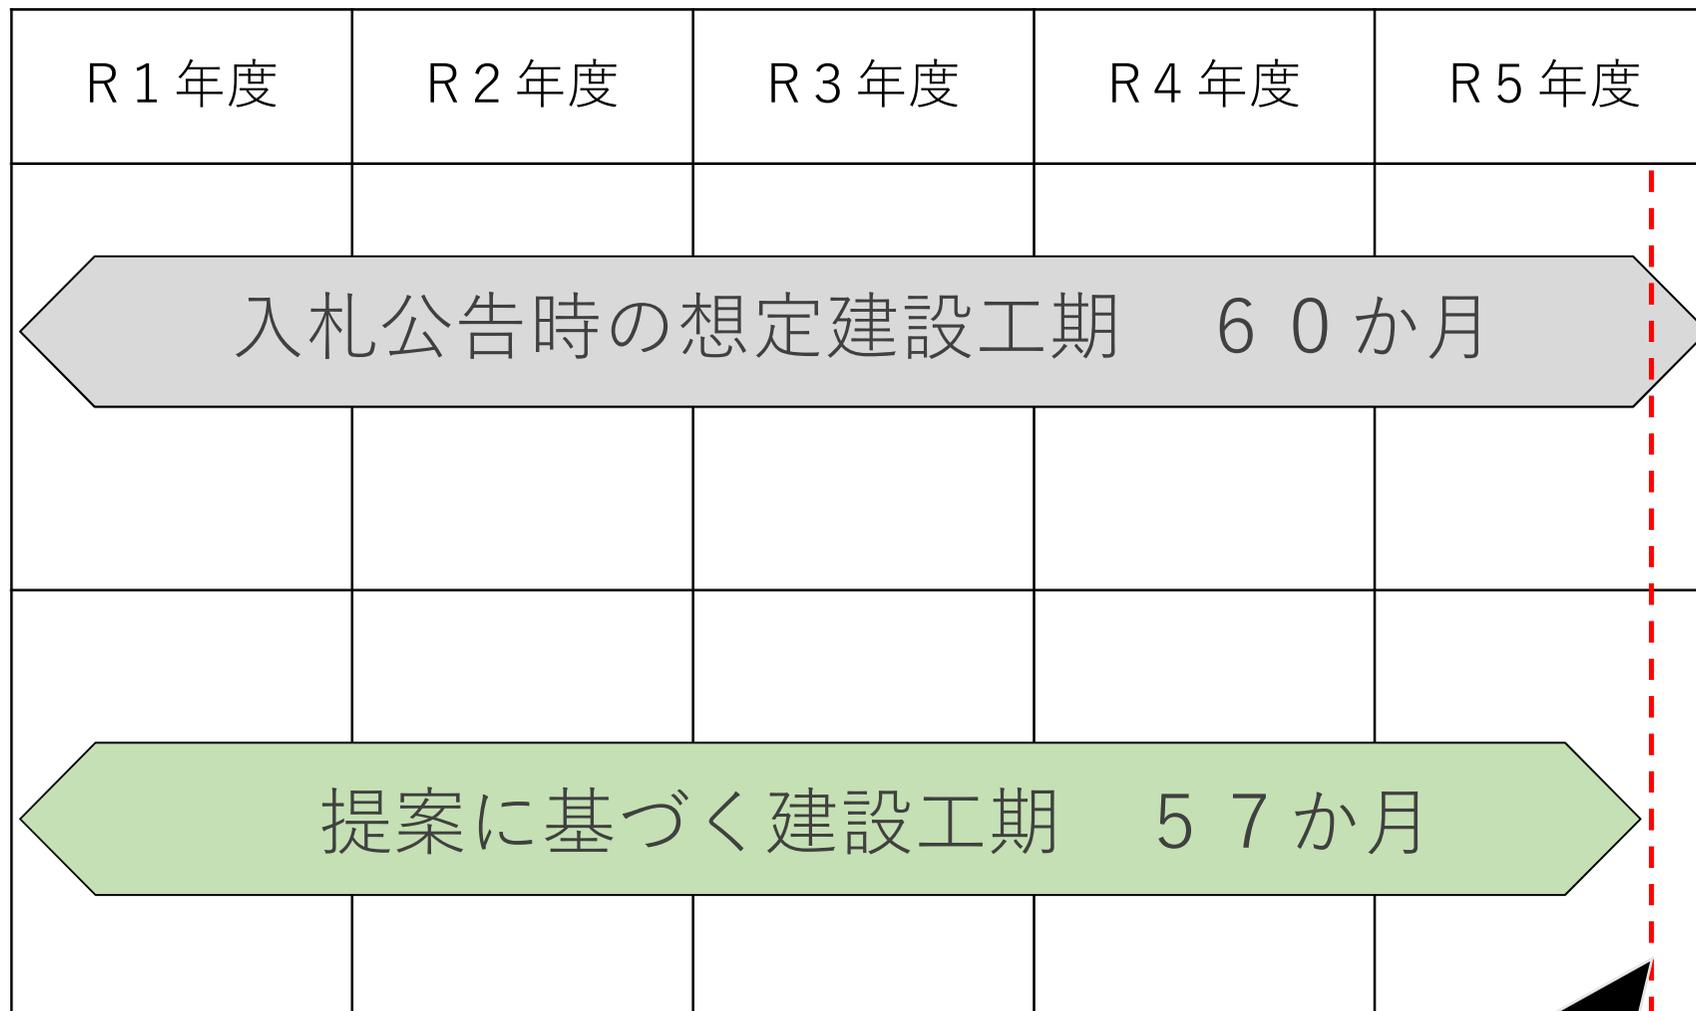 R1年度
R2年度
R3年度
R4年度
R5年度
入札公告時の想定建設工期　６０か月
提案に基づく建設工期　５７か月